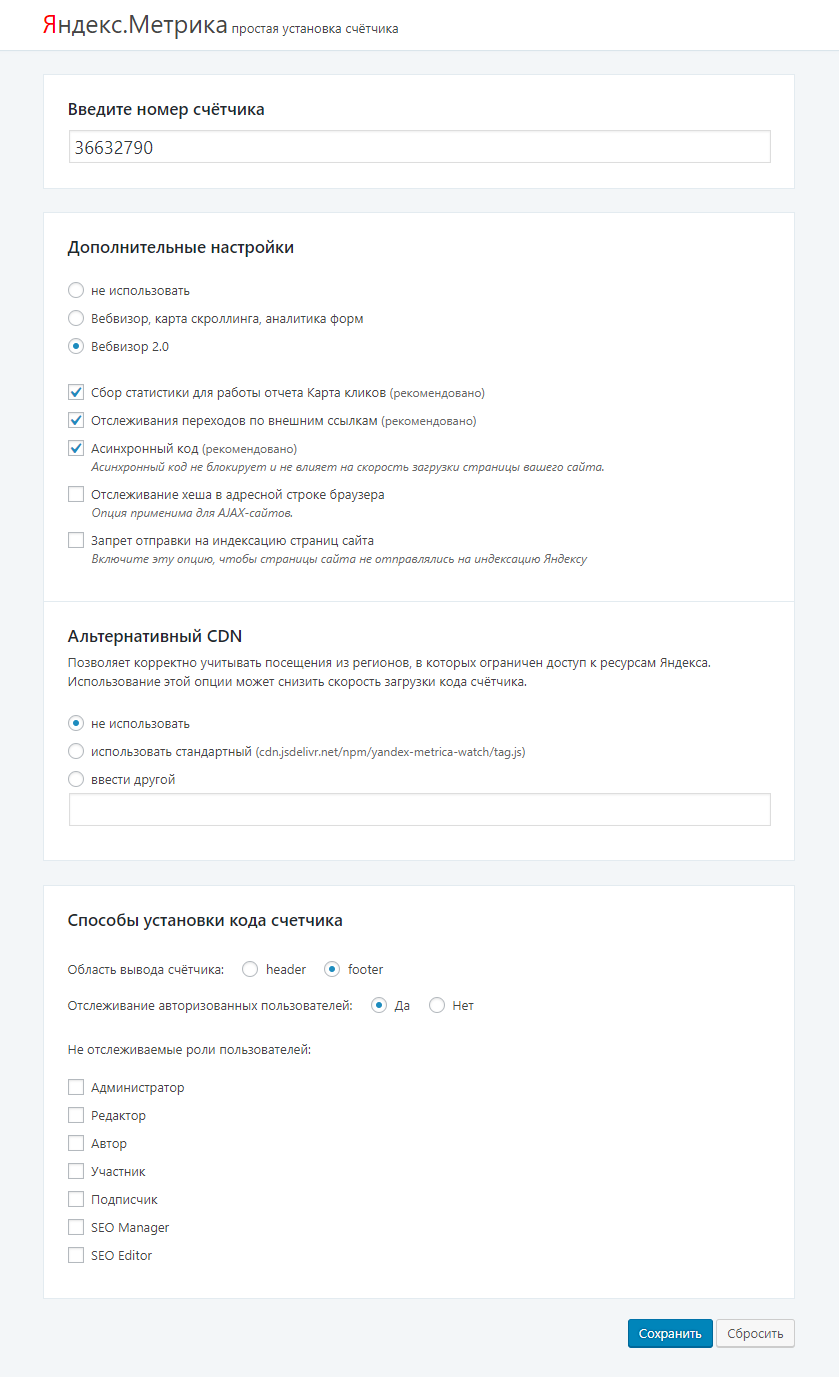 Яндекс.Метрика простая установка счётчика
Введите номер счётчика
36632790
Дополнительные настройки
не использовать
Вебвизор, карта скроллинга, аналитика форм
Вебвизор 2.0
Сбор статистики для работы отчета Карта кликов (рекомендовано)
Отслеживания переходов по внешним ссылкам (рекомендовано)
Асинхронный код (рекомендовано)
Асинхронный код не блокирует и не влияет на скорость загрузки страницы вашего сайта.
Отслеживание хеша в адресной строке браузера
Опция применима для AJAX-сайтов.
Запрет отправки на индексацию страниц сайта
Включите эту опцию, чтобы страницы сайта не отправлялись на индексацию Яндексу
Альтернативный CDN
Позволяет корректно учитывать посещения из регионов, в которых ограничен доступ к ресурсам Яндекса.
Использование этой опции может снизить скорость загрузки кода счётчика.
не использовать
использовать стандартный (cdn.jsdelivr.net/npm/yandex-metrica-watch/tag.js)
ввести другой
Способы установки кода счетчика
Область вывода счётчика: header footer
Отслеживание авторизованных пользователей: Да Нет
Не отслеживаемые роли пользователей:
Администратор
Редактор
Автор
Участник
Подписчик
SEO Manager
SEO Editor
Сохранить Сбросить